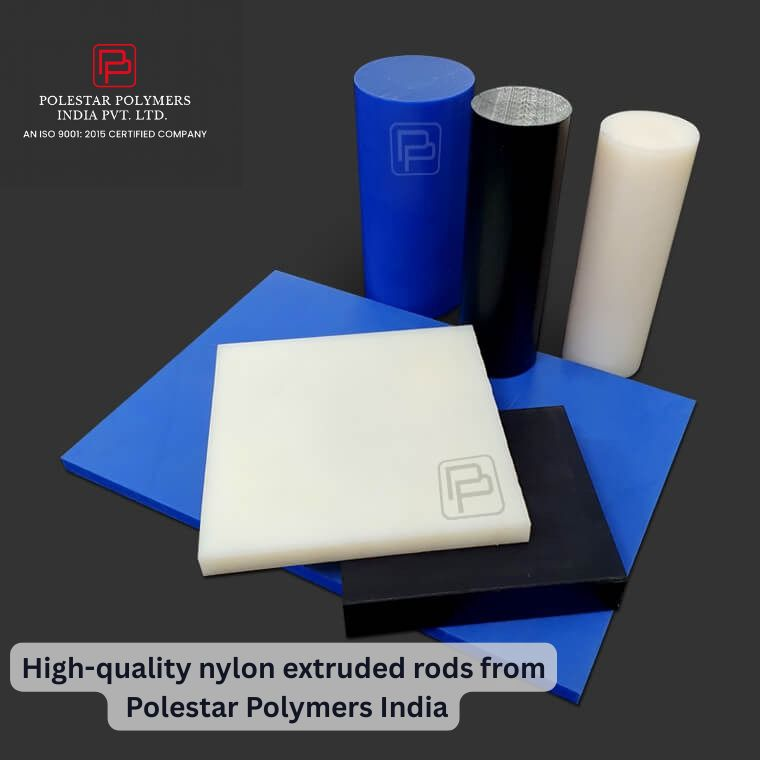 POLESTAR POLYMERS
INDIA PVT. LTD.
AN ISO 9001: 2015 CERTIFIED COMPANY
High-quality nylon extruded rods from
Polestar Polymers India